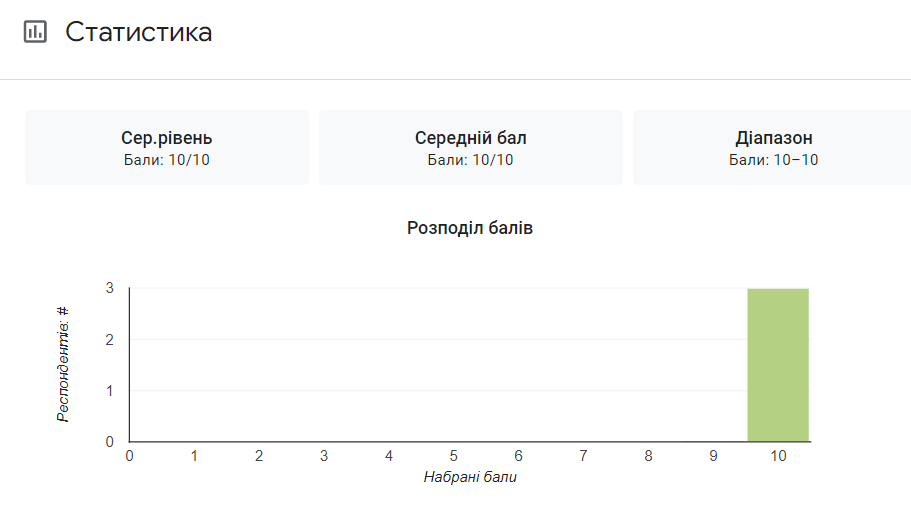 Статистика
Сер.рівень
Бали: 10/10
Середній бал
Бали: 10/10
Діапазон
Бали: 10–10
Розподіл балів
Респондентів: #
3
2
1
0
0 1 2 3 4 5 6 7 8 9 10
Набрані бали